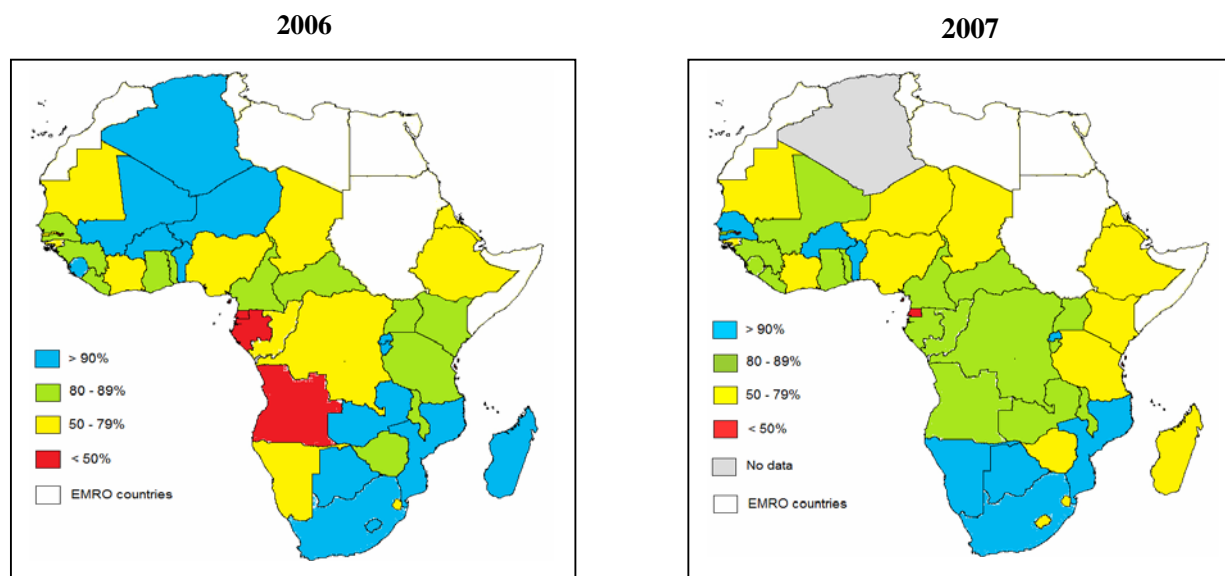 2006
2007
> 90%
80 - 89%
50 - 79%
< 50%
EMRO countries
> 90%
80 - 89%
50 - 79%
< 50%
No data
EMRO countries